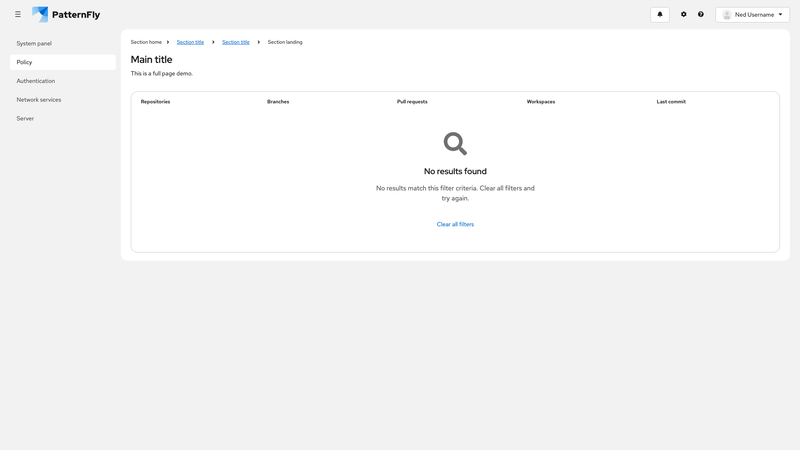 PatternFly
Ned Username
System panel
Policy
Authentication
Network services
Server
Section home
Section title
Section title
Section landing
Main title
This is a full page demo.
Repositories Branches Pull requests Workspaces Last commit
No results found
No results match this filter criteria. Clear all filters and
try again.
Clear all filters